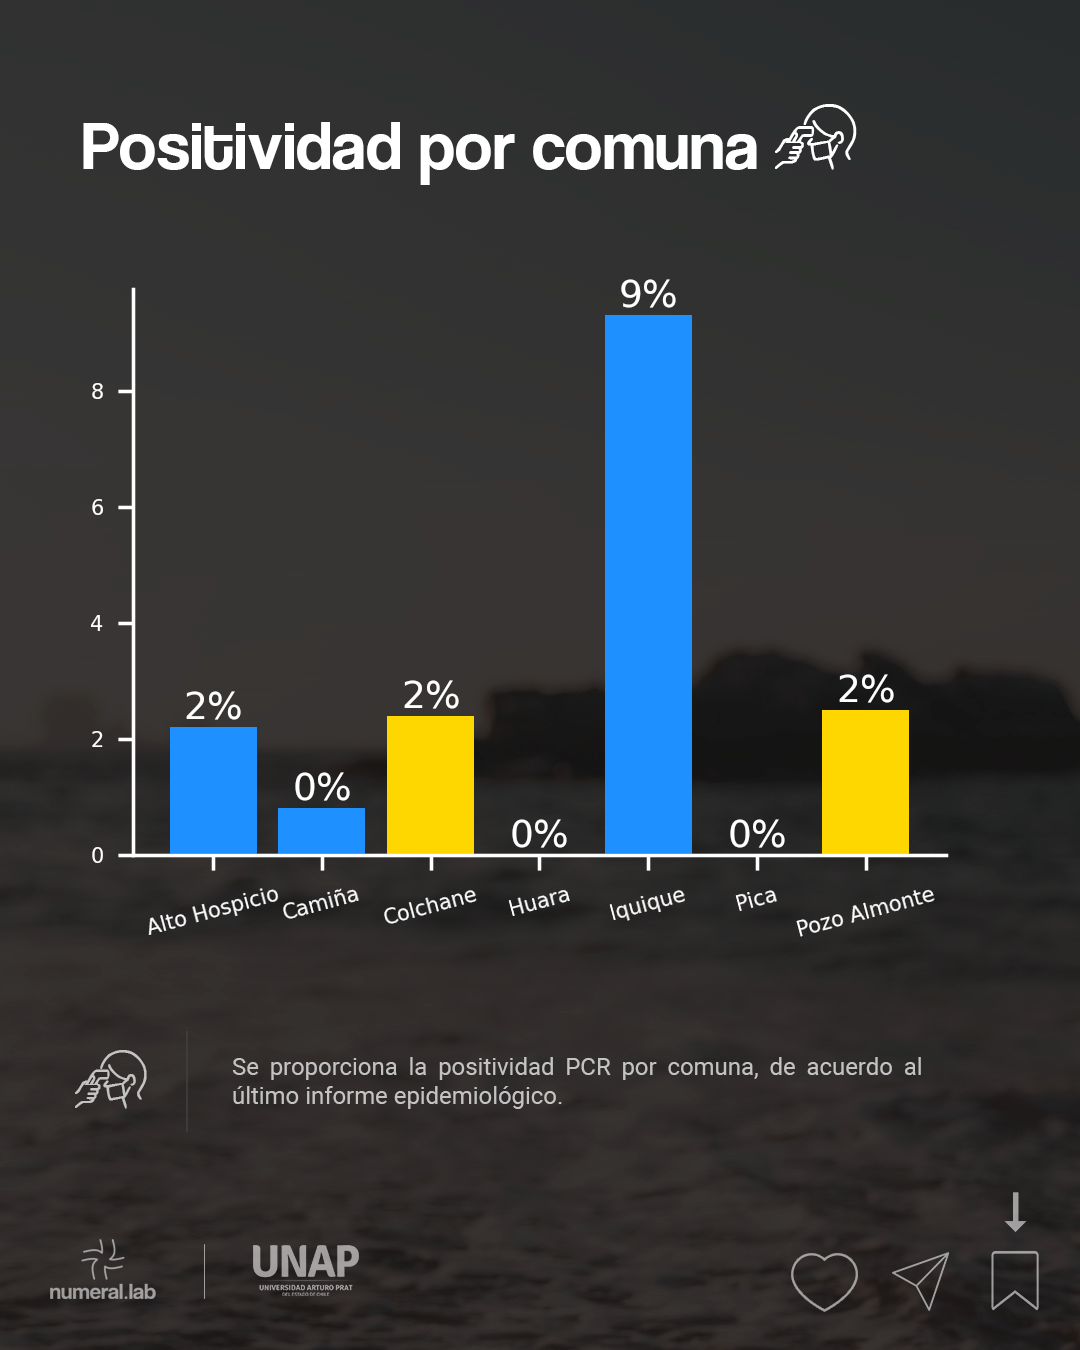 Positividad por comuna
9%
8
6
4
2%
2%
2%
2
0%
0%
0%
0
Alto Hospicio
Camiña
Colchane
Huara
Iquique
Pica
Pozo Almonte
Se proporciona la positividad PCR por comuna, de acuerdo al
último informe epidemiológico.
numeral.lab
UNAP
UNIVERSIDAD ARTURO PRAT
DEL ESTADO DE CHILE